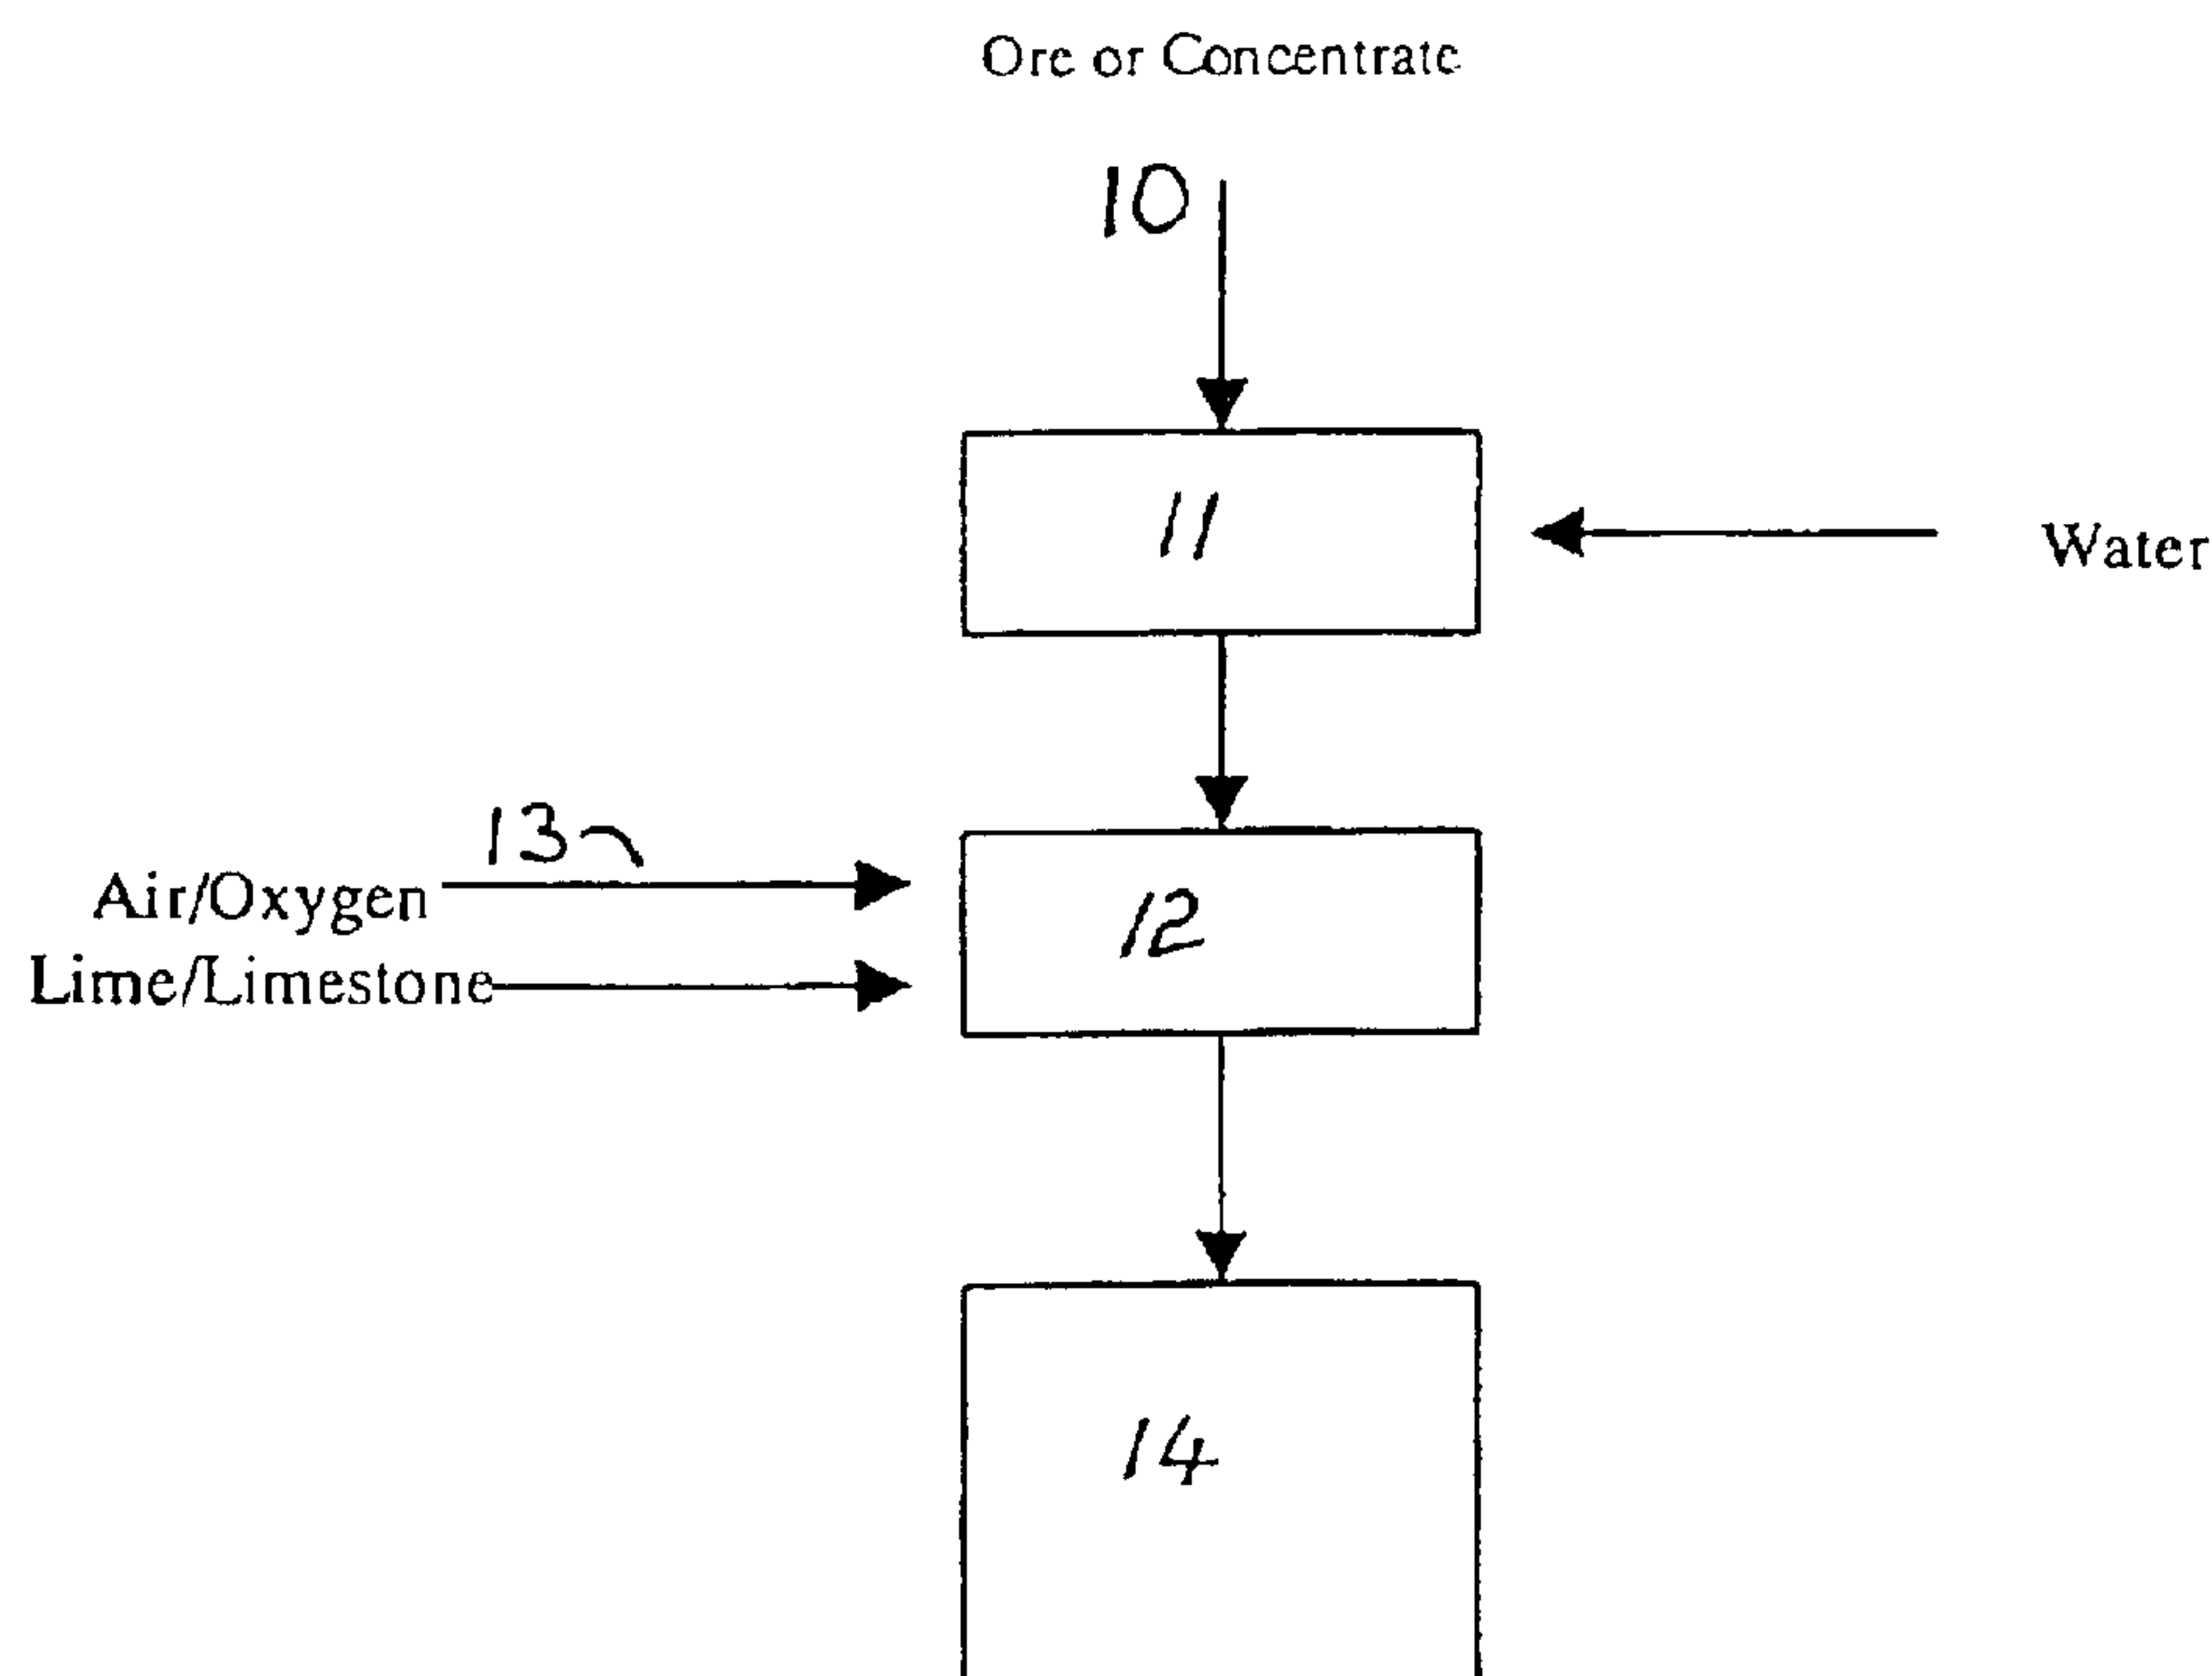 Ore or Concentrate
10
11
Water
13
Air/Oxygen
12
Lime/Limestone
14